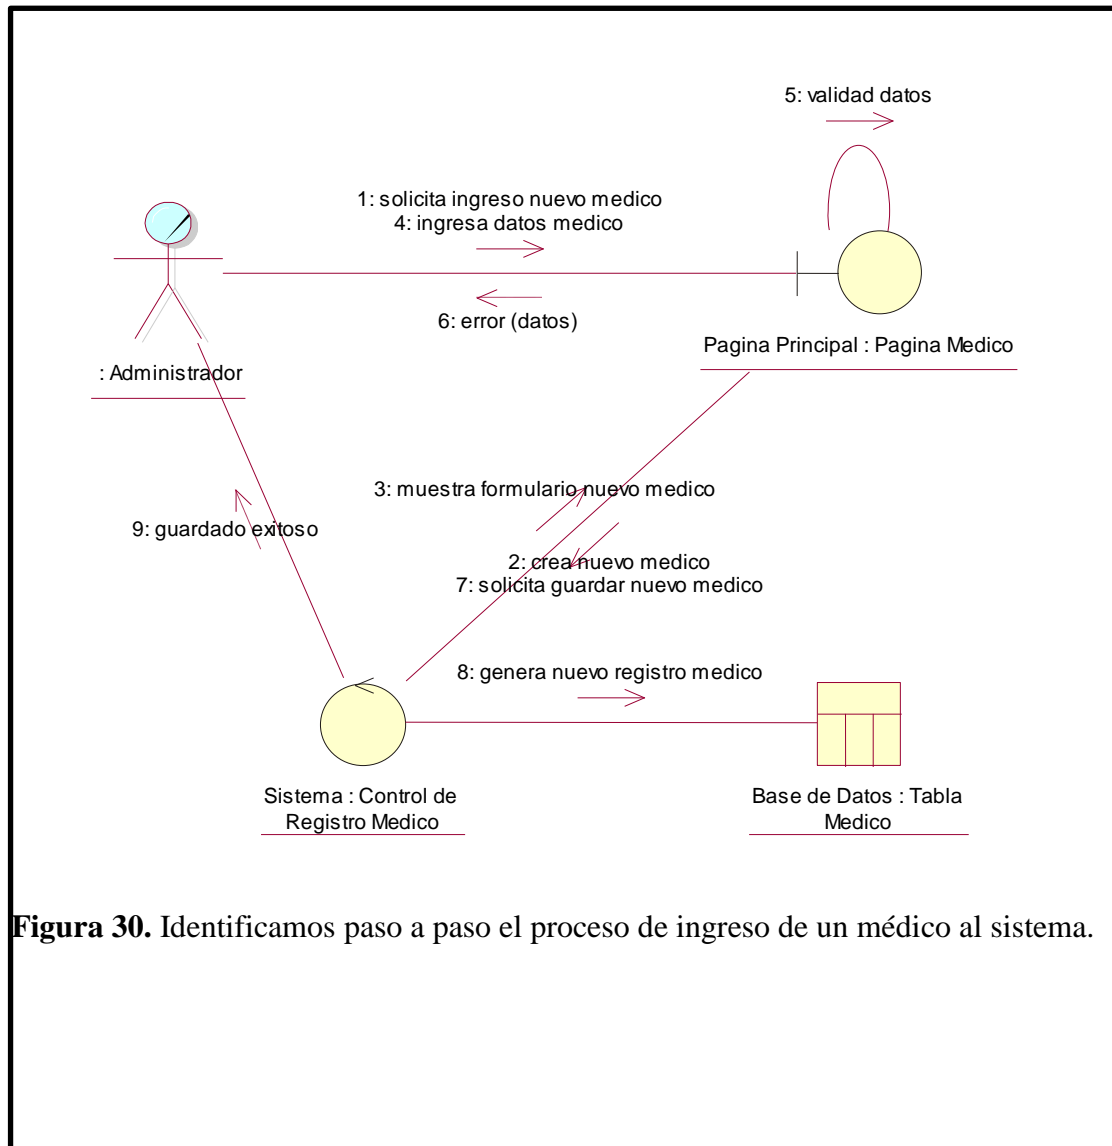 5: validad datos
1: solicita ingreso nuevo medico
4: ingresa datos medico
6: error (datos)
Pagina Principal : Pagina Medico
: Administrador
3: muestra formulario nuevo medico
9: guardado exitoso
2: crea nuevo medico
7: solicita guardar nuevo medico
8: genera nuevo registro medico
Sistema : Control de
Registro Medico
Base de Datos : Tabla
Medico
Figura 30. Identificamos paso a paso el proceso de ingreso de un médico al sistema.